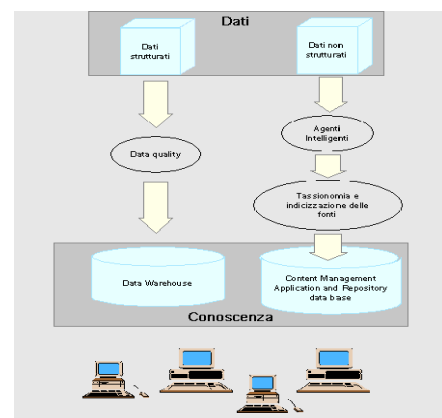 Dati
Dati
strutturati
Dati non
strutturati
Data quality
Agenti
Intelligenti
Tassionomia e
indicizzazione delle
fonti
Data Warehouse
Content Management
Application and Repository
data base
Conoscenza